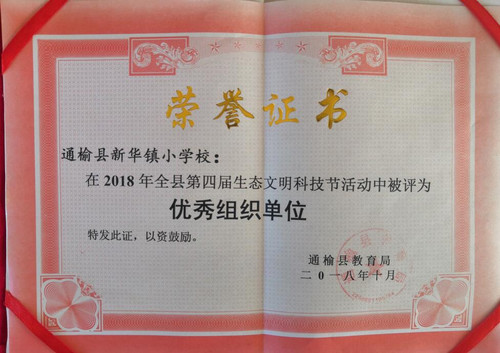 荣誉证书
通榆县新华镇小学校：
在2018年全县第四届生态文明科技节活动中被评为
优秀组织单位
特发此证，以资鼓励。
通榆县教育局
二〇一八年十月